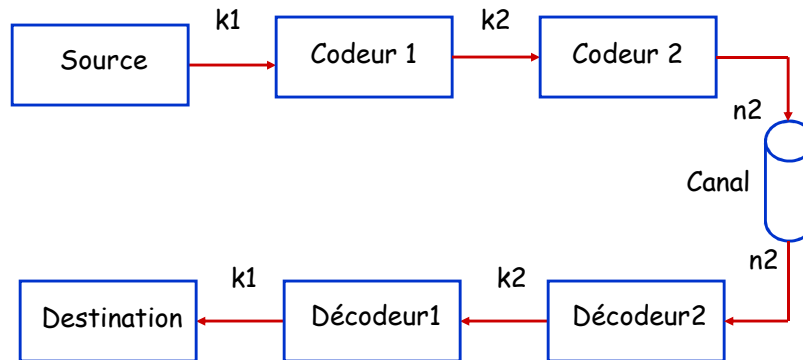 k1
k2
Source
Codeur 1
Codeur 2
n2
Canal
n2
k1
k2
Destination
Décodeur1
Décodeur2